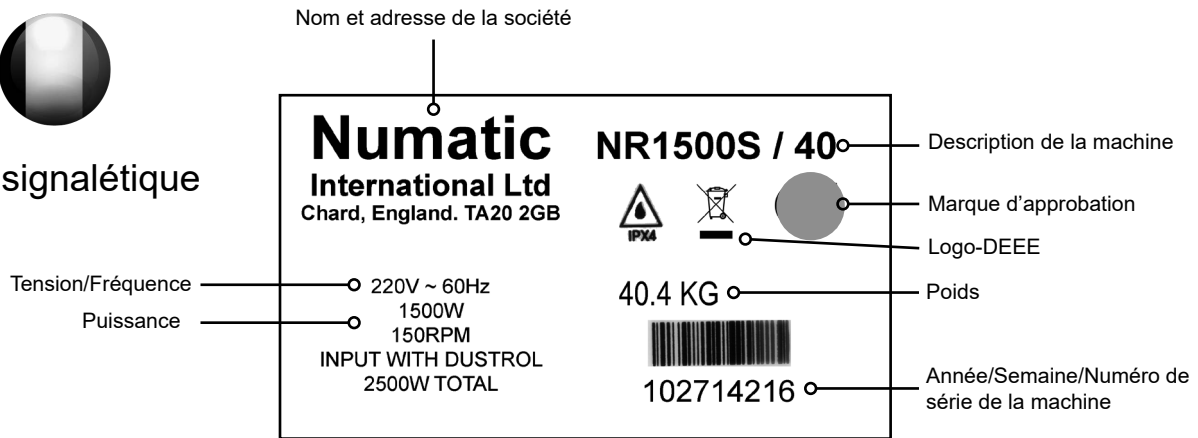 Nom et adresse de la société
signalétique
Numatic
International Ltd
Chard, England. TA20 2GB
NR1500S / 40
Description de la machine
IPX4
Marque d’approbation
Logo-DEEE
Tension/Fréquence
220V ~ 60Hz
Puissance
1500W
150RPM
INPUT WITH DUSTROL
2500W TOTAL
40.4 KG
Poids
102714216
Année/Semaine/Numéro de
série de la machine